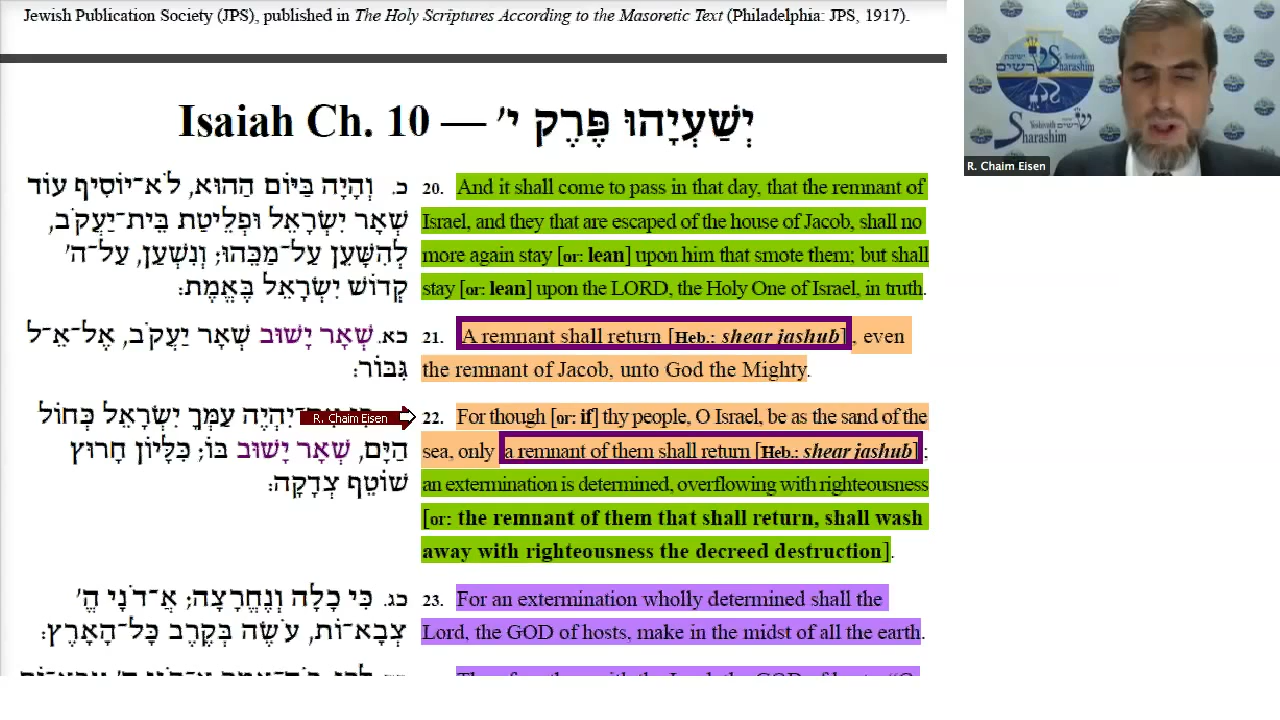 Jewish Publication Society (JPS), published in The Holy Scriptures According to the Masoretic Text (Philadelphia: JPS, 1917).
Isaiah Ch. 10 — יְשַׁעְיָהוּ פֶּרֶק י׳
כ. וְהָיָה בַּיּוֹם הַהוּא, לֹא־יוֹסִיף עוֹד
שְׁאָר יִשְׂרָאֵל וּפְלֵיטַת בֵּית־יַעֲקֹב,
לְהִשָּׁעֵן עַל־מַכֵּהוּ; וְנִשְׁעַן, עַל־ה׳
קְדוֹשׁ יִשְׂרָאֵל בֶּאֱמֶת:
20. And it shall come to pass in that day, that the remnant of
Israel, and they that are escaped of the house of Jacob, shall no
more again stay [or: lean] upon him that smote them; but shall
stay [or: lean] upon the LORD, the Holy One of Israel, in truth.
כא. שְׁאָר יָשׁוּב שְׁאָר יַעֲקֹב, אֶל־אֵ־ל
גִּבּוֹר:
21. A remnant shall return [Heb.: shear jashub], even
the remnant of Jacob, unto God the Mighty.
יִהְיֶה עַמְּךָ יִשְׂרָאֵל כְּחוֹל
הַיָּם, שְׁאָר יָשׁוּב בּוֹ; כִּלָּיוֹן חָרוּץ
שׁוֹטֵף צְדָקָה:
R. Chaim Eisen
22. For though [or: if] thy people, O Israel, be as the sand of the
sea, only a remnant of them shall return [Heb.: shear jashub];
an extermination is determined, overflowing with righteousness
[or: the remnant of them that shall return, shall wash
away with righteousness the decreed destruction].
כג. כִּי כָלָה וְנֶחֱרָצָה; אֲ־דֹנָי הֱ׳
צְבָא־וֹת, עֹשֶׂה בְּקֶרֶב כָּל־הָאָרֶץ:
23. For an extermination wholly determined shall the
Lord, the GOD of hosts, make in the midst of all the earth.
Sharashim
ישיבת
שרשים
Yeshivath
Sharashim
R. Chaim Eisen